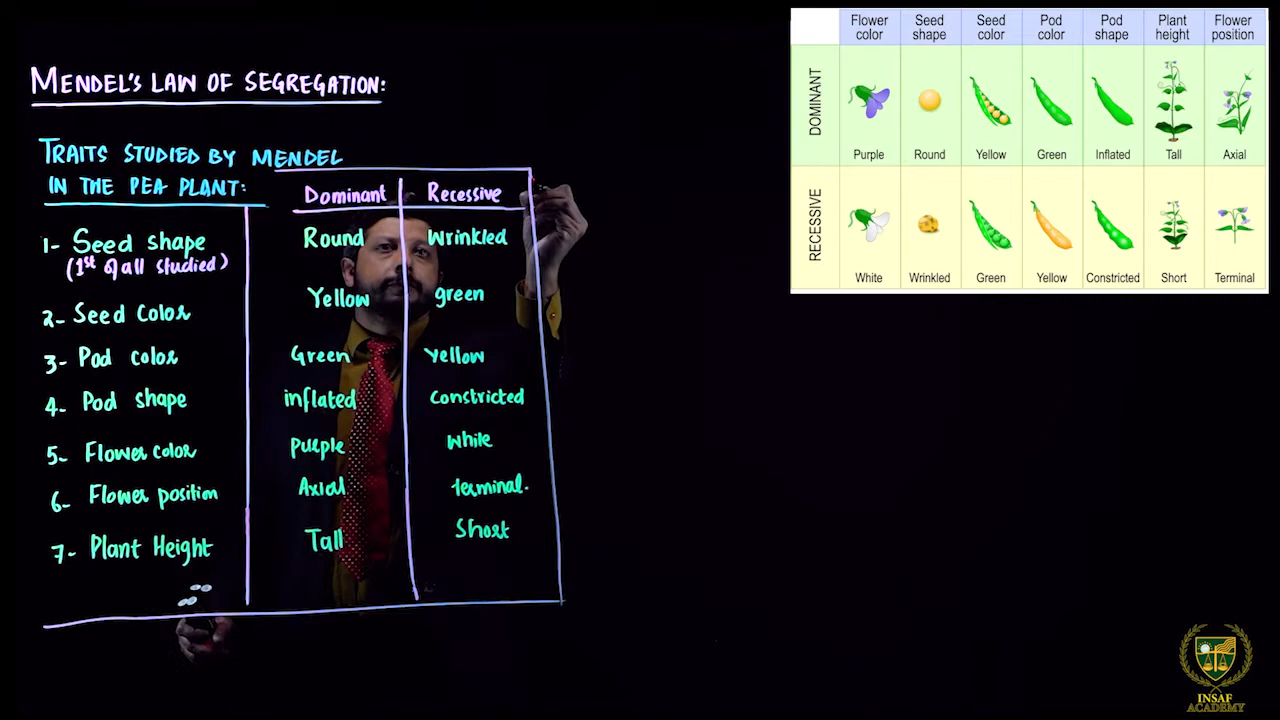 MENDEL'S LAW OF SEGREGATION:
TRAITS STUDIED BY MENDEL
IN THE PEA PLANT:
Dominant Recessive
1- Seed shape Round Wrinkled
(1st of all studied)
2- Seed Color Yellow green
3- Pod color Green Yellow
4- Pod shape inflated Constricted
5- Flower color Purple White
6- Flower position Axial terminal.
7- Plant Height Tall Short
Flower color Seed shape Seed color Pod color Pod shape Plant height Flower position
DOMINANT
Purple Round Yellow Green Inflated Tall Axial
RECESSIVE
White Wrinkled Green Yellow Constricted Short Terminal
INSAF
ACADEMY